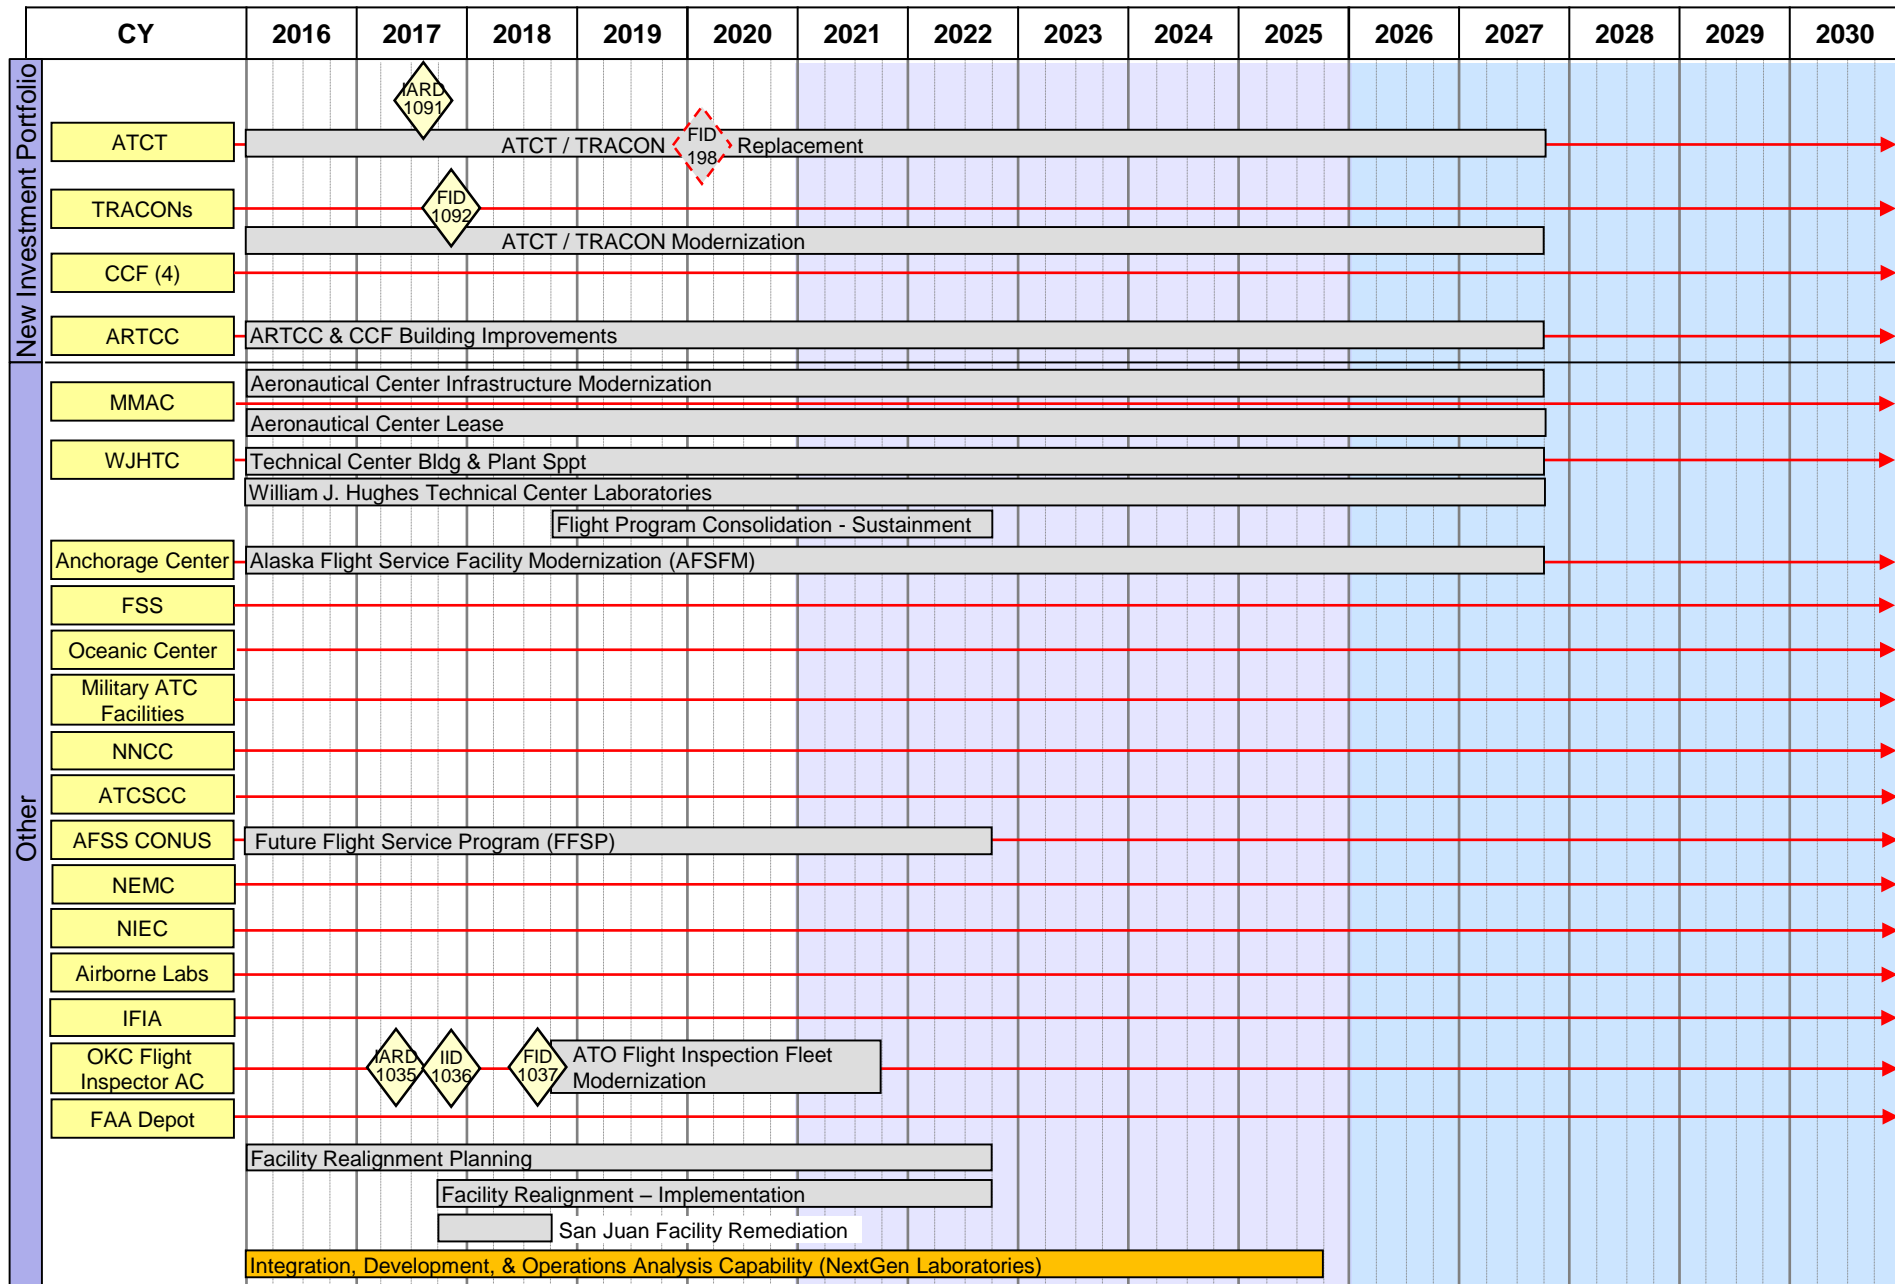 CY 2016 2017 2018 2019 2020 2021 2022 2023 2024 2025 2026 2027 2028 2029 2030
New Investment Portfolio
IARD
1091
ATCT
ATCT / TRACON
FID
198
Replacement
TRACONs
FID
1092
ATCT / TRACON Modernization
CCF (4)
ARTCC
ARTCC & CCF Building Improvements
Other
Aeronautical Center Infrastructure Modernization
MMAC
Aeronautical Center Lease
WJHTC
Technical Center Bldg & Plant Sppt
William J. Hughes Technical Center Laboratories
Flight Program Consolidation - Sustainment
Anchorage Center
Alaska Flight Service Facility Modernization (AFSFM)
FSS
Oceanic Center
Military ATC
Facilities
NNCC
ATCSCC
AFSS CONUS
Future Flight Service Program (FFSP)
NEMC
NIEC
Airborne Labs
IFIA
OKC Flight
Inspector AC
IARD
1035
IID
1036
FID
1037
ATO Flight Inspection Fleet
Modernization
FAA Depot
Facility Realignment Planning
Facility Realignment – Implementation
San Juan Facility Remediation
Integration, Development, & Operations Analysis Capability (NextGen Laboratories)